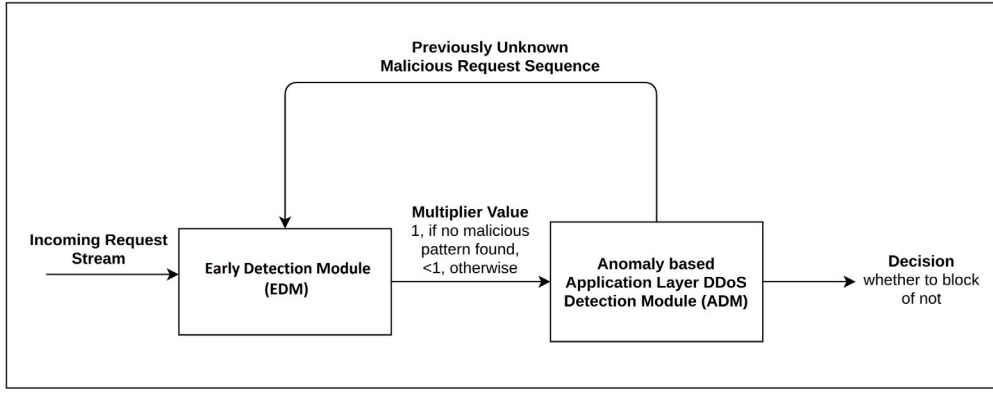 Previously Unknown
Malicious Request Sequence
Incoming Request
Stream
Early Detection Module
(EDM)
Multiplier Value
1, if no malicious
pattern found,
<1, otherwise
Anomaly based
Application Layer DDoS
Detection Module (ADM)
Decision
whether to block
of not